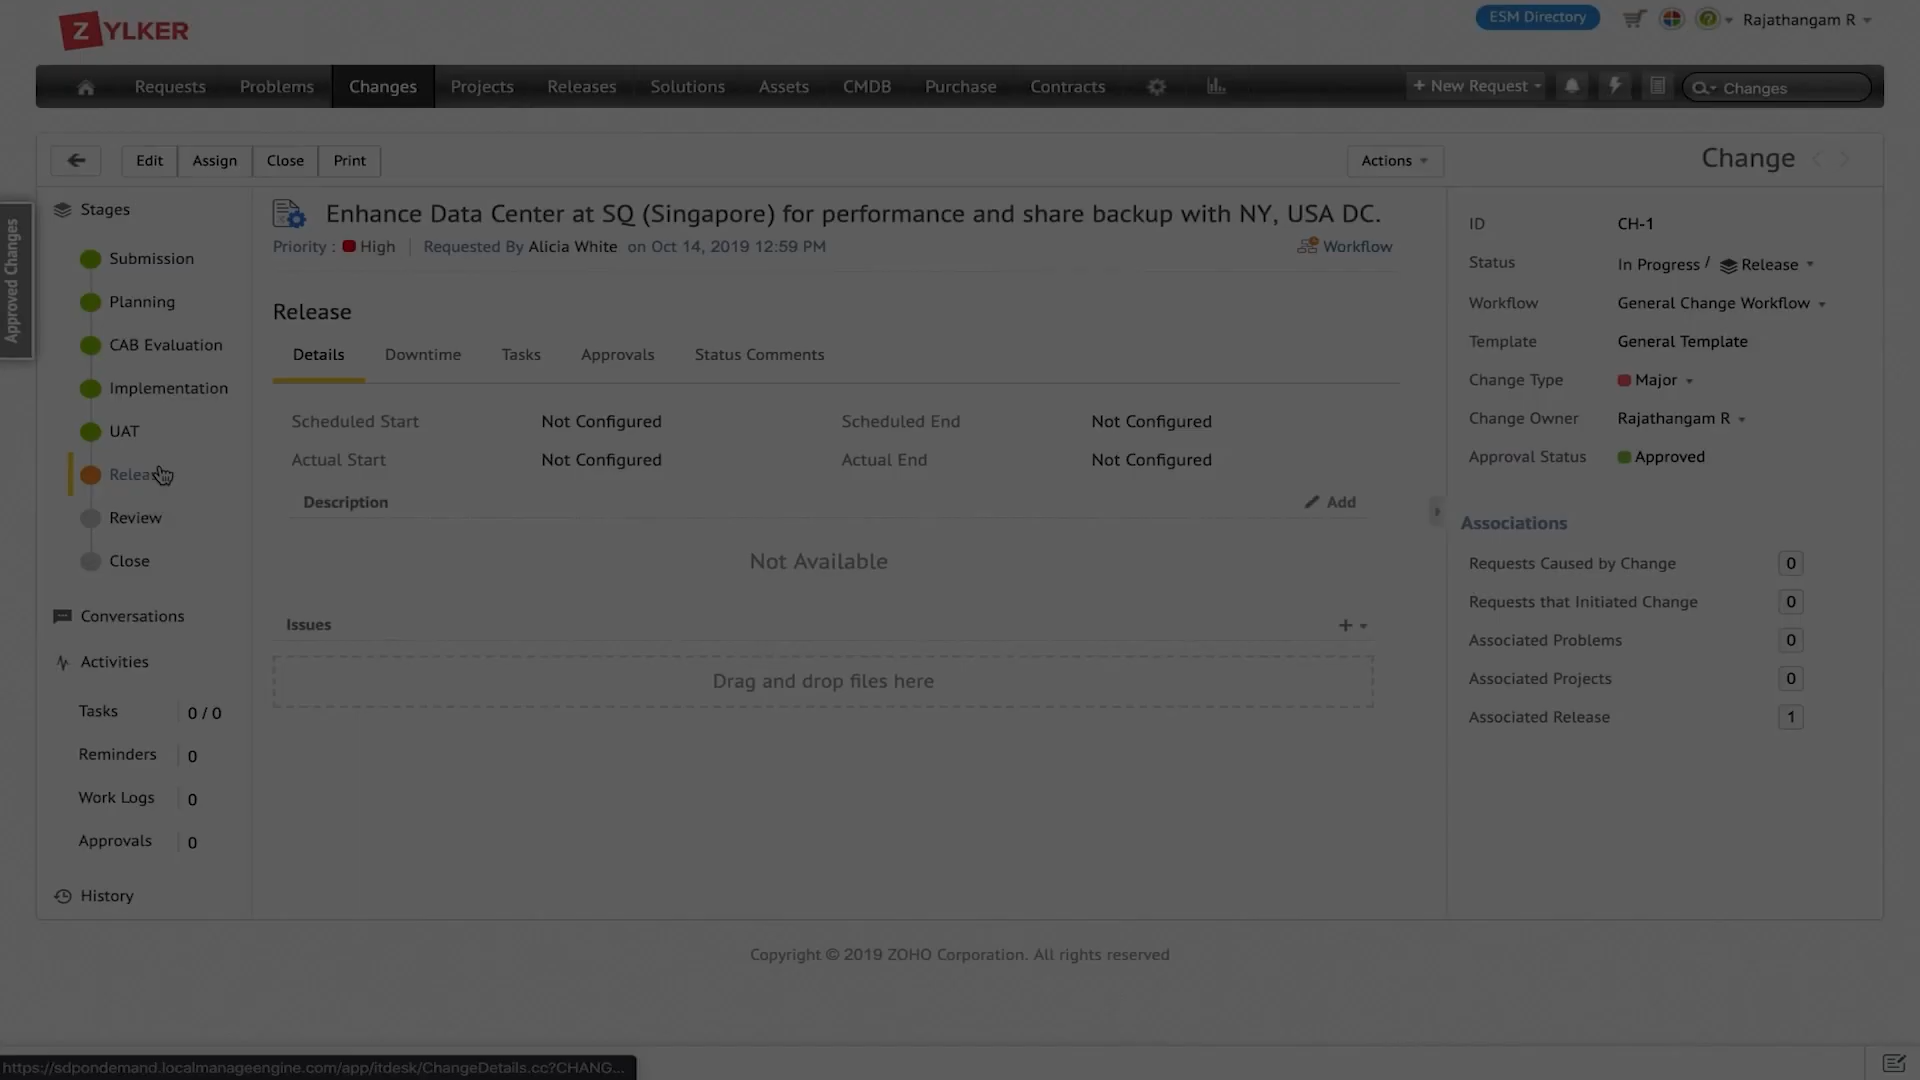 ZYLKER
ESM Directory
Rajathangam R
Requests Problems Changes Projects Releases Solutions Assets CMDB Purchase Contracts
+ New Request
Changes
Edit Assign Close Print
Actions
Change
Approved Changes
Stages
Submission
Planning
CAB Evaluation
Implementation
UAT
Release
Review
Close
Conversations
Activities
Tasks 0 / 0
Reminders 0
Work Logs 0
Approvals 0
History
Enhance Data Center at SQ (Singapore) for performance and share backup with NY, USA DC.
Priority : High Requested By Alicia White on Oct 14, 2019 12:59 PM
Workflow
Release
Details Downtime Tasks Approvals Status Comments
Scheduled Start Not Configured Scheduled End Not Configured
Actual Start Not Configured Actual End Not Configured
Description
Add
Not Available
Issues
+
Drag and drop files here
ID CH-1
Status In Progress / Release
Workflow General Change Workflow
Template General Template
Change Type Major
Change Owner Rajathangam R
Approval Status Approved
Associations
Requests Caused by Change 0
Requests that Initiated Change 0
Associated Problems 0
Associated Projects 0
Associated Release 1
Copyright © 2019 ZOHO Corporation. All rights reserved
https://sdpondemand.localmanageengine.com/app/itdesk/ChangeDetails.cc?CHANG...